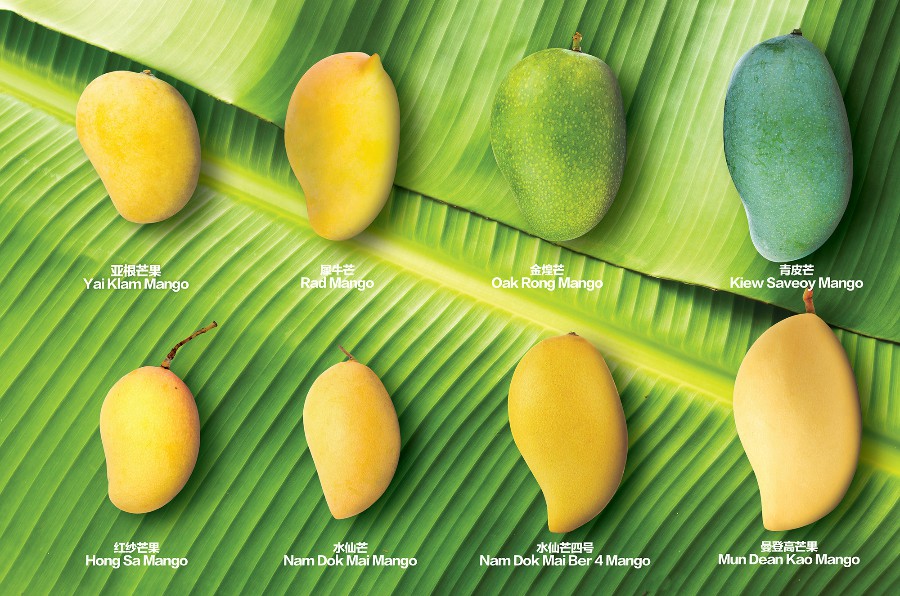 亚根芒果
Yai Klam Mango
犀牛芒
Rad Mango
金煌芒
Oak Rong Mango
青皮芒
Kiew Saveoy Mango
红纱芒果
Hong Sa Mango
水仙芒
Nam Dok Mai Mango
水仙芒四号
Nam Dok Mai Ber 4 Mango
曼登高芒果
Mun Dean Kao Mango